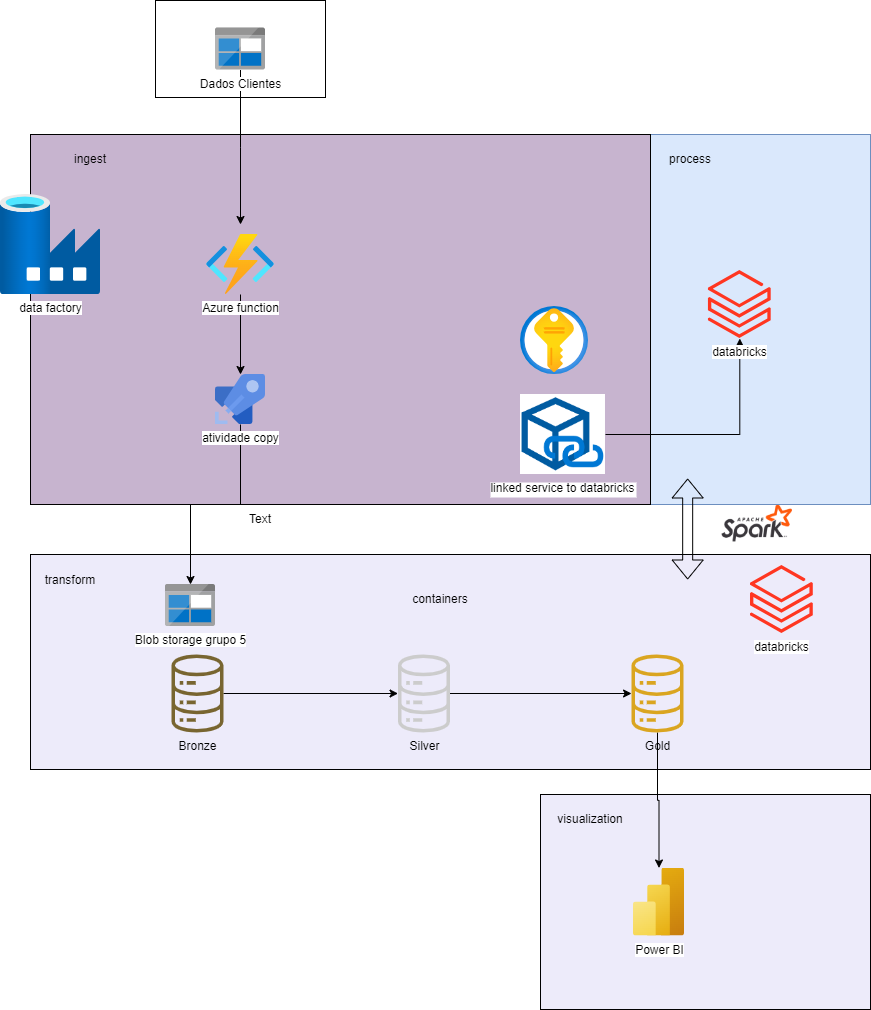 Dados Clientes
ingest
process
data factory
Azure function
databricks
atividade copy
linked service to databricks
Text
APACHE
Spark
transform
containers
Blob storage grupo 5
databricks
Bronze
Silver
Gold
visualization
Power BI